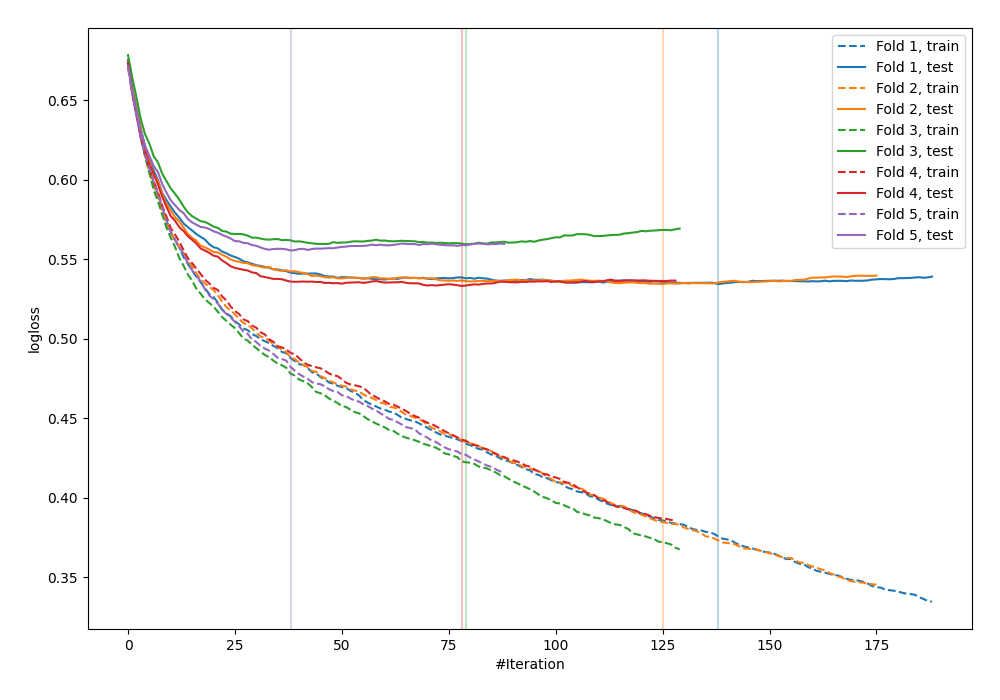 Fold 1, train
Fold 1, test
Fold 2, train
Fold 2, test
Fold 3, train
Fold 3, test
Fold 4, train
Fold 4, test
Fold 5, train
Fold 5, test
0.65
0.60
0.55
0.50
0.45
0.40
0.35
logloss
0 25 50 75 100 125 150 175
#Iteration